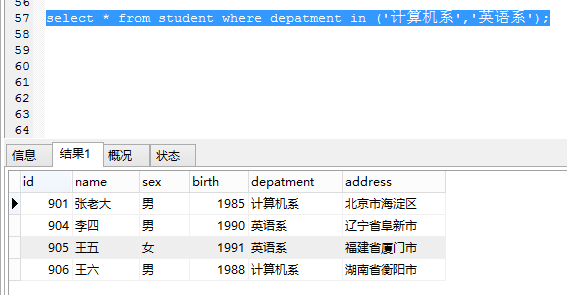 56
57 select * from student where depatment in ('计算机系','英语系');
58
59
60
61
62
63
64
信息 结果1 概况 状态
id name sex birth depatment address
901 张老大 男 1985 计算机系 北京市海淀区
904 李四 男 1990 英语系 辽宁省阜新市
905 王五 女 1991 英语系 福建省厦门市
906 王六 男 1988 计算机系 湖南省衡阳市